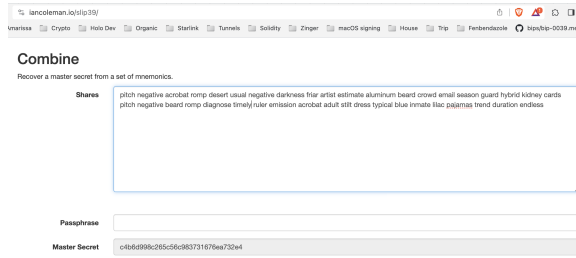 iancoleman.io/slip39/
Amarissa Crypto Holo Dev Organic Starlink Tunnels Solidity Zinger macOS signing House Trip Fenbendazole bips/bip-0039.me
Combine
Recover a master secret from a set of mnemonics.
Shares
pitch negative acrobat romp desert usual negative darkness friar artist estimate aluminum beard crowd email season guard hybrid kidney cards
pitch negative beard romp diagnose timely ruler emission acrobat adult stilt dress typical blue inmate lilac pajamas trend duration endless
Passphrase
Master Secret c4b6d998c265c56c983731676ea732e4